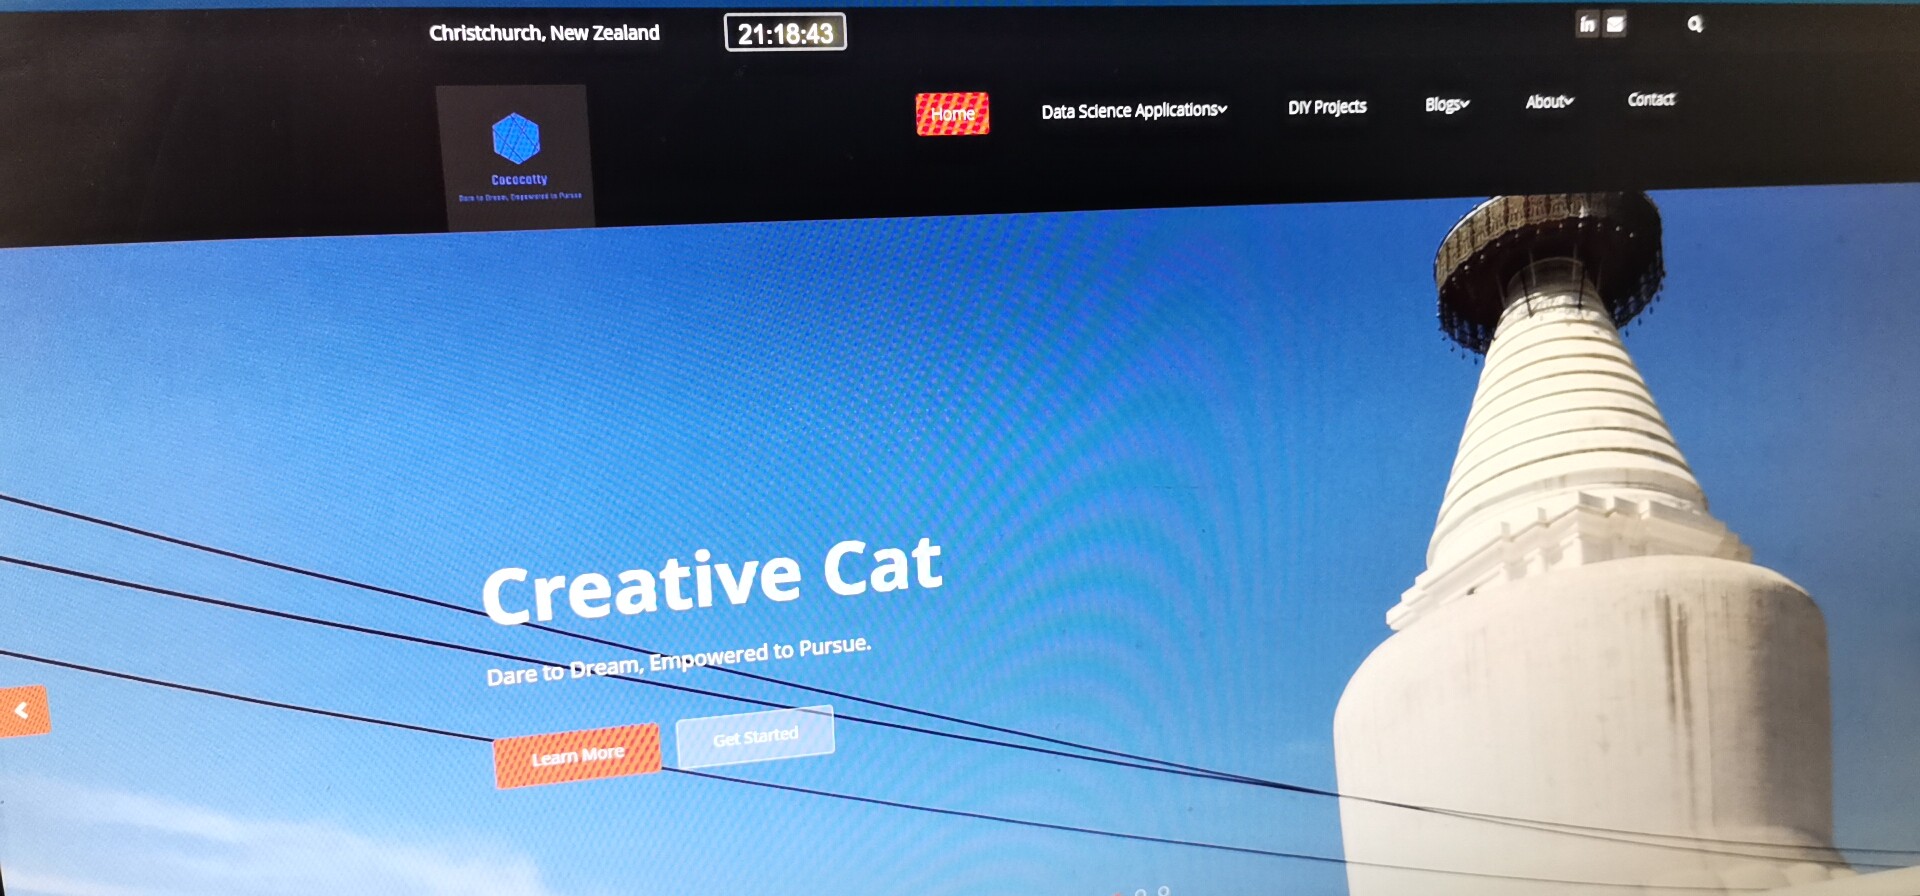 Christchurch, New Zealand
21:18:43
in
Cococatty
Dare to Dream, Empowered to Pursue
Home
Data Science Applications
DIY Projects
Blogs
About
Contact
Creative Cat
Dare to Dream, Empowered to Pursue.
Learn More
Get Started